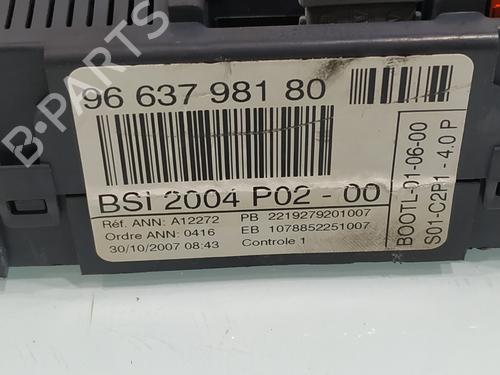 96 637 981 80
BSI 2004 P02 - 00
Réf. ANN: A12272 PB 2219279201007
Ordre ANN: 0416 EB 1078852251007
30/10/2007 08:43 Controle 1
BOOTL-01-06-00
S01-C2P1 - 4.0 P
B-PARTS